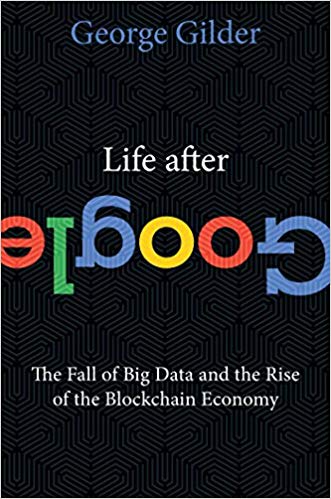 George Gilder
Life after
Google
The Fall of Big Data and the Rise
of the Blockchain Economy